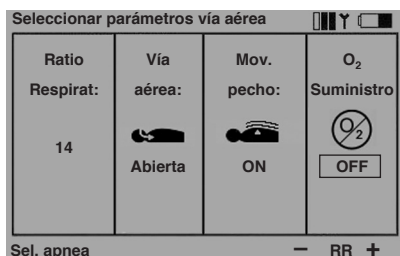 Seleccionar parámetros vía aérea
Ratio
Respirat:
14
Vía
aérea:
Abierta
Mov.
pecho:
ON
O2
Suministro
O2
OFF
Sel. apnea
− RR +